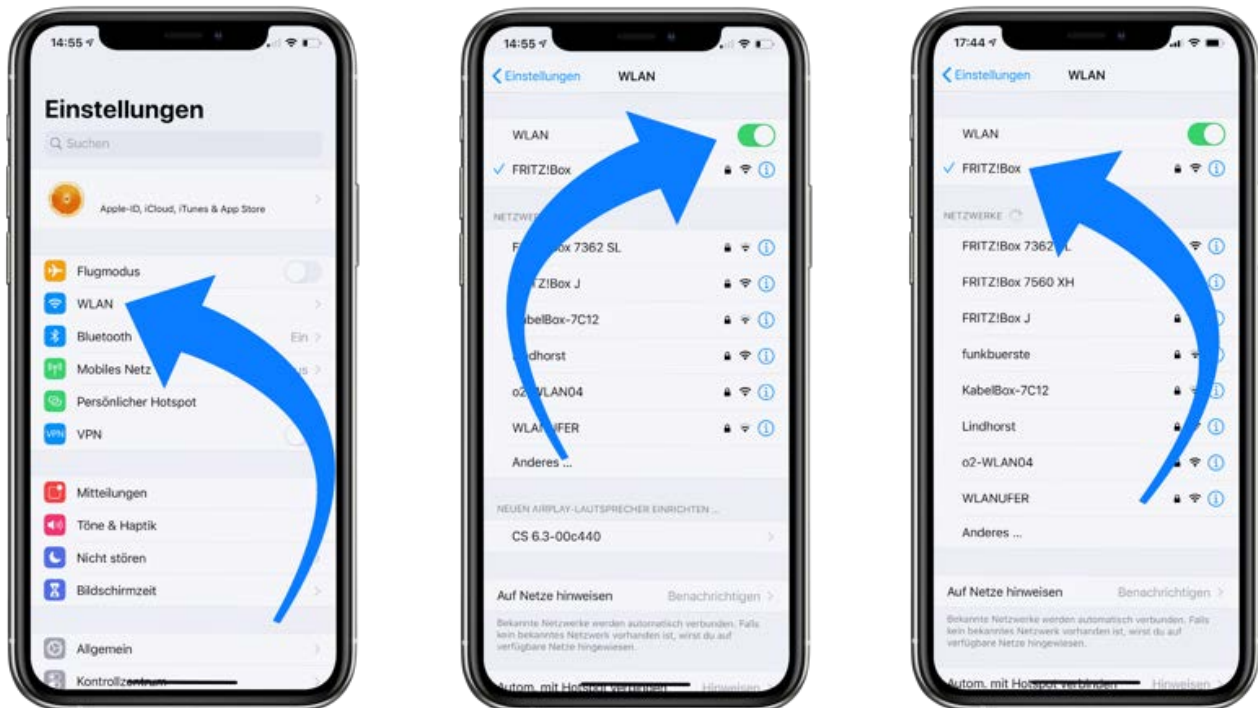 14:55
Einstellungen
Suchen
Apple-ID, iCloud, iTunes & App Store
Flugmodus
WLAN
Bluetooth Ein
Mobiles Netz
Persönlicher Hotspot
VPN VPN
Mitteilungen
Töne & Haptik
Nicht stören
Bildschirmzeit
Allgemein
14:55
Einstellungen WLAN
WLAN
FRITZ!Box
7362 SL
J
KabelBox-7C12
Lindhorst
o2-WLAN04
WLANUFER
Anderes ...
NEUEN AIRPLAY-LAUTSPRECHER EINRICHTEN ...
CS 6.3-00c440
Auf Netze hinweisen Benachrichtigen
Bekannte Netzwerke werden automatisch verbunden. Falls
kein bekanntes Netzwerk vorhanden ist, wirst du auf
verfügbare Netze hingewiesen.
Autom. mit Hotspot verbinden Hinweisen
17:44
Einstellungen WLAN
WLAN
FRITZ!Box
NETZWERKE
FRITZ!Box 7362
FRITZ!Box 7560 XH
FRITZ!Box J
funkbuerste
KabelBox-7C12
Lindhorst
o2-WLAN04
WLANUFER
Anderes ...
Auf Netze hinweisen Benachrichtigen
Bekannte Netzwerke werden automatisch verbunden. Falls
kein bekanntes Netzwerk vorhanden ist, wirst du auf
verfügbare Netze hingewiesen.
Autom. mit Hotspot verbinden Hinweisen